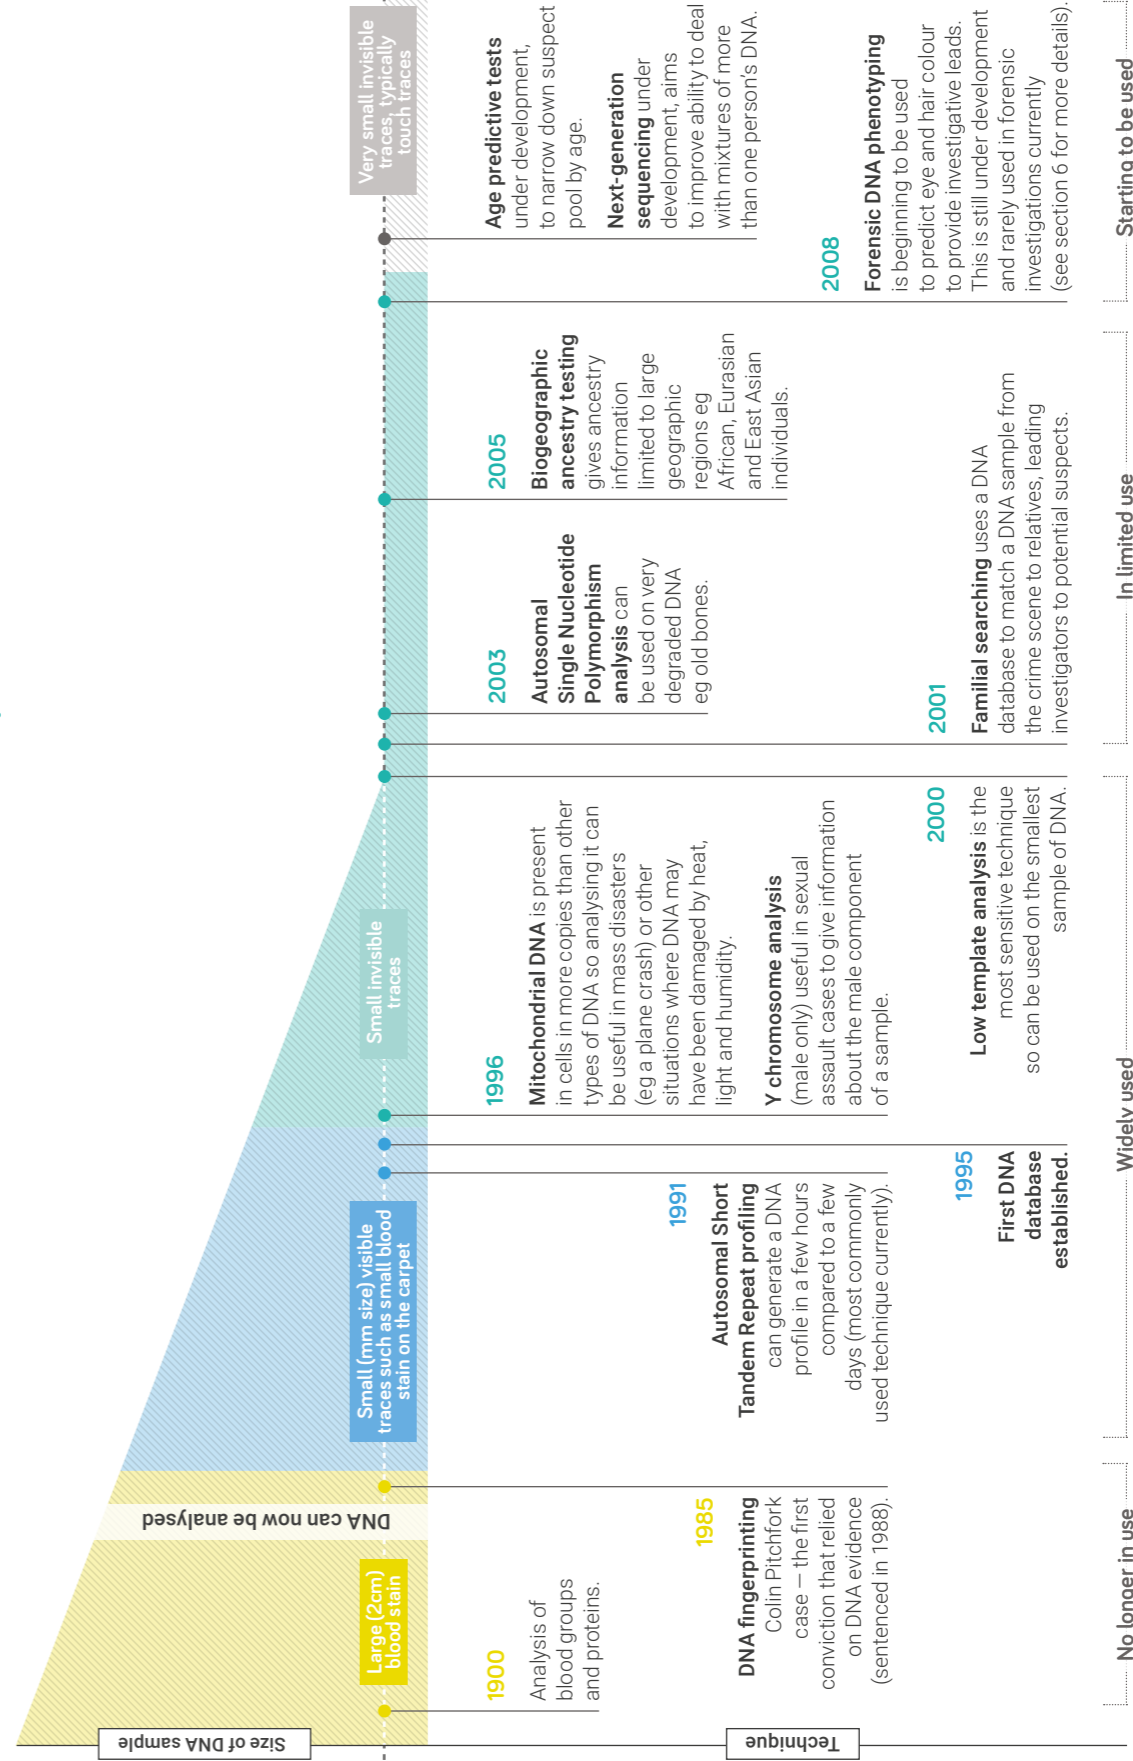 Size of DNA sample
Technique
Large (2cm)
blood stain
DNA can now be analysed
Small (mm size) visible
traces such as small blood
stain on the carpet
Small invisible
traces
Very small invisible
traces, typically
touch traces
1900
Analysis of
blood groups
and proteins.
1985
DNA fingerprinting
Colin Pitchfork
case – the first
conviction that relied
on DNA evidence
(sentenced in 1988).
1991
Autosomal Short
Tandem Repeat profiling
can generate a DNA
profile in a few hours
compared to a few
days (most commonly
used technique currently).
1995
First DNA
database
established.
1996
Mitochondrial DNA is present
in cells in more copies than other
types of DNA so analysing it can
be useful in mass disasters
(eg a plane crash) or other
situations where DNA may
have been damaged by heat,
light and humidity.
Y chromosome analysis
(male only) useful in sexual
assault cases to give information
about the male component
of a sample.
2000
Low template analysis is the
most sensitive technique
so can be used on the smallest
sample of DNA.
2001
Familial searching uses a DNA
database to match a DNA sample from
the crime scene to relatives, leading
investigators to potential suspects.
2003
Autosomal
Single Nucleotide
Polymorphism
analysis can
be used on very
degraded DNA
eg old bones.
2005
Biogeographic
ancestry testing
gives ancestry
information
limited to large
geographic
regions eg
African, Eurasian
and East Asian
individuals.
2008
Forensic DNA phenotyping
is beginning to be used
to predict eye and hair colour
to provide investigative leads.
This is still under development
and rarely used in forensic
investigations currently
(see section 6 for more details).
Age predictive tests
under development,
to narrow down suspect
pool by age.
Next-generation
sequencing under
development, aims
to improve ability to deal
with mixtures of more
than one person's DNA.
No longer in use
Widely used
In limited use
Starting to be used